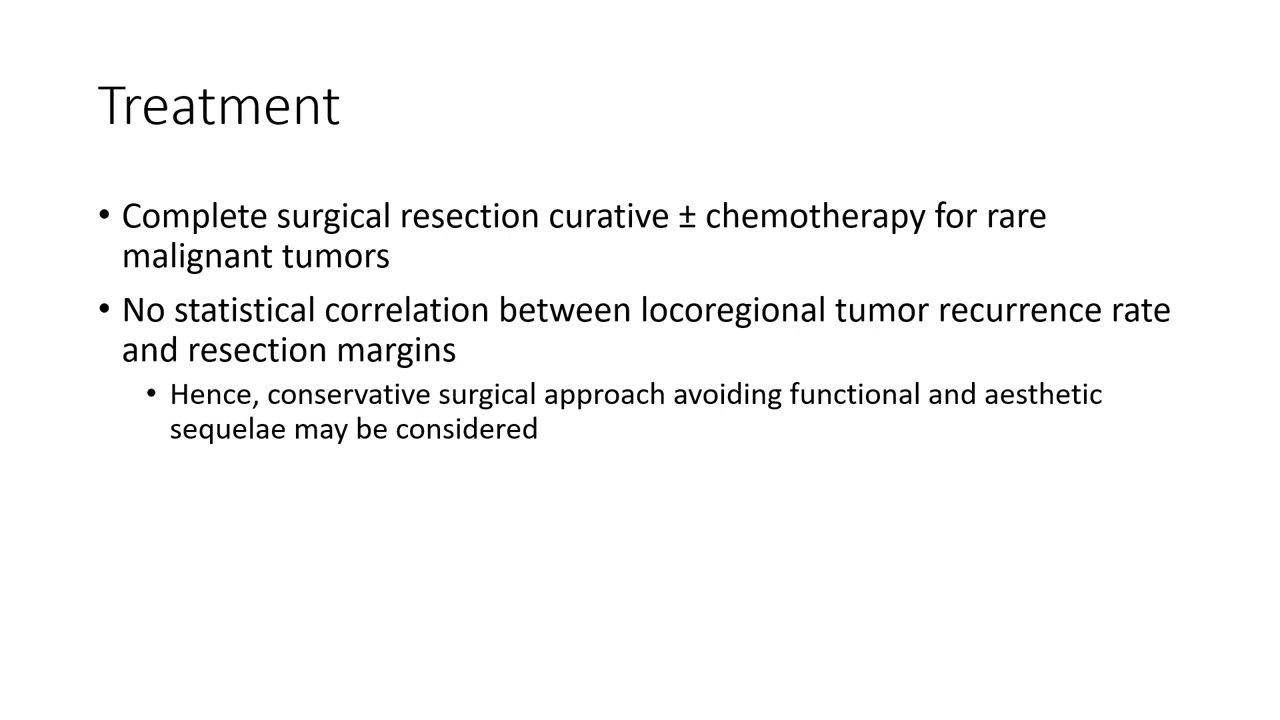 Treatment
• Complete surgical resection curative ± chemotherapy for rare
malignant tumors
• No statistical correlation between locoregional tumor recurrence rate
and resection margins
• Hence, conservative surgical approach avoiding functional and aesthetic
sequelae may be considered